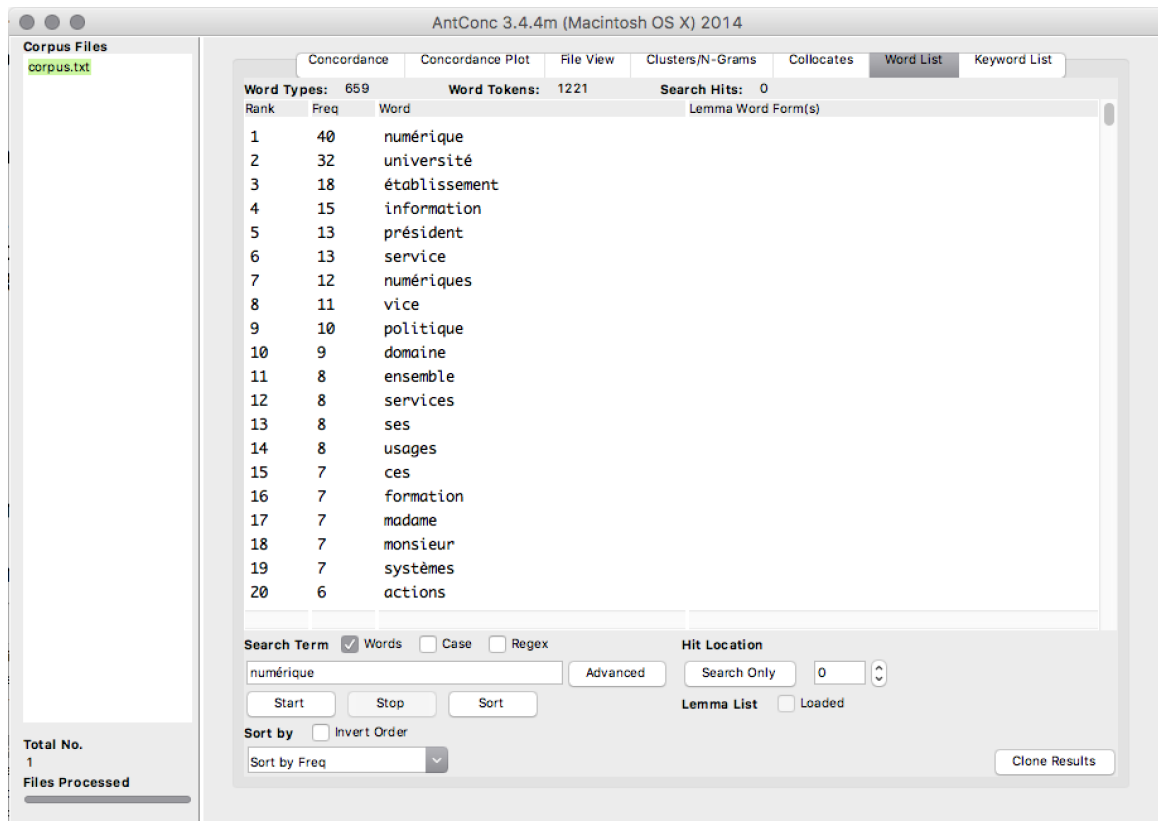 AntConc 3.4.4m (Macintosh OS X) 2014
Corpus Files
corpus.txt
Concordance Concordance Plot File View Clusters/N-Grams Collocates Word List Keyword List
Word Types: 659 Word Tokens: 1221 Search Hits: 0
Rank Freq Word Lemma Word Form(s)
1 40 numérique
2 32 université
3 18 établissement
4 15 information
5 13 président
6 13 service
7 12 numériques
8 11 vice
9 10 politique
10 9 domaine
11 8 ensemble
12 8 services
13 8 ses
14 8 usages
15 7 ces
16 7 formation
17 7 madame
18 7 monsieur
19 7 systèmes
20 6 actions
Search Term Words Case Regex Hit Location
numérique Advanced Search Only 0
Start Stop Sort Lemma List Loaded
Sort by Invert Order
Sort by Freq Clone Results
Total No.
1
Files Processed